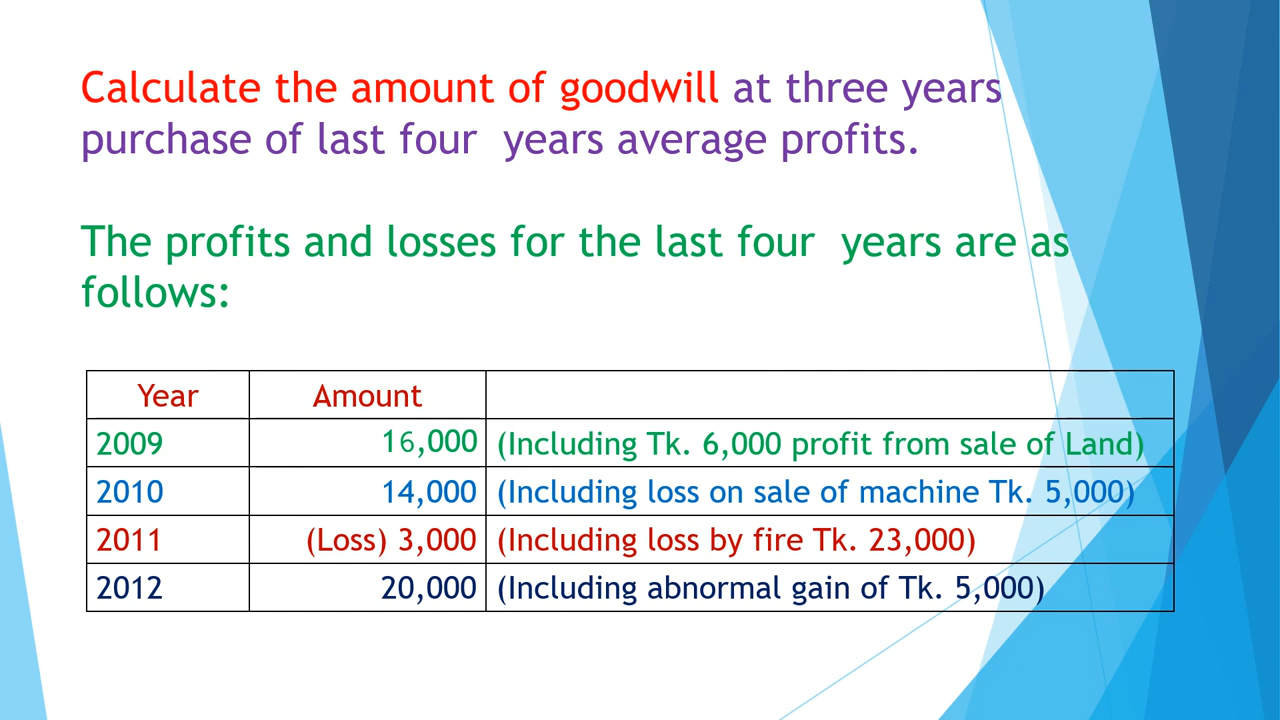 Calculate the amount of goodwill at three years
purchase of last four years average profits.
The profits and losses for the last four years are as
follows:
Year Amount
2009 16,000 (Including Tk. 6,000 profit from sale of Land)
2010 14,000 (Including loss on sale of machine Tk. 5,000)
2011 (Loss) 3,000 (Including loss by fire Tk. 23,000)
2012 20,000 (Including abnormal gain of Tk. 5,000)